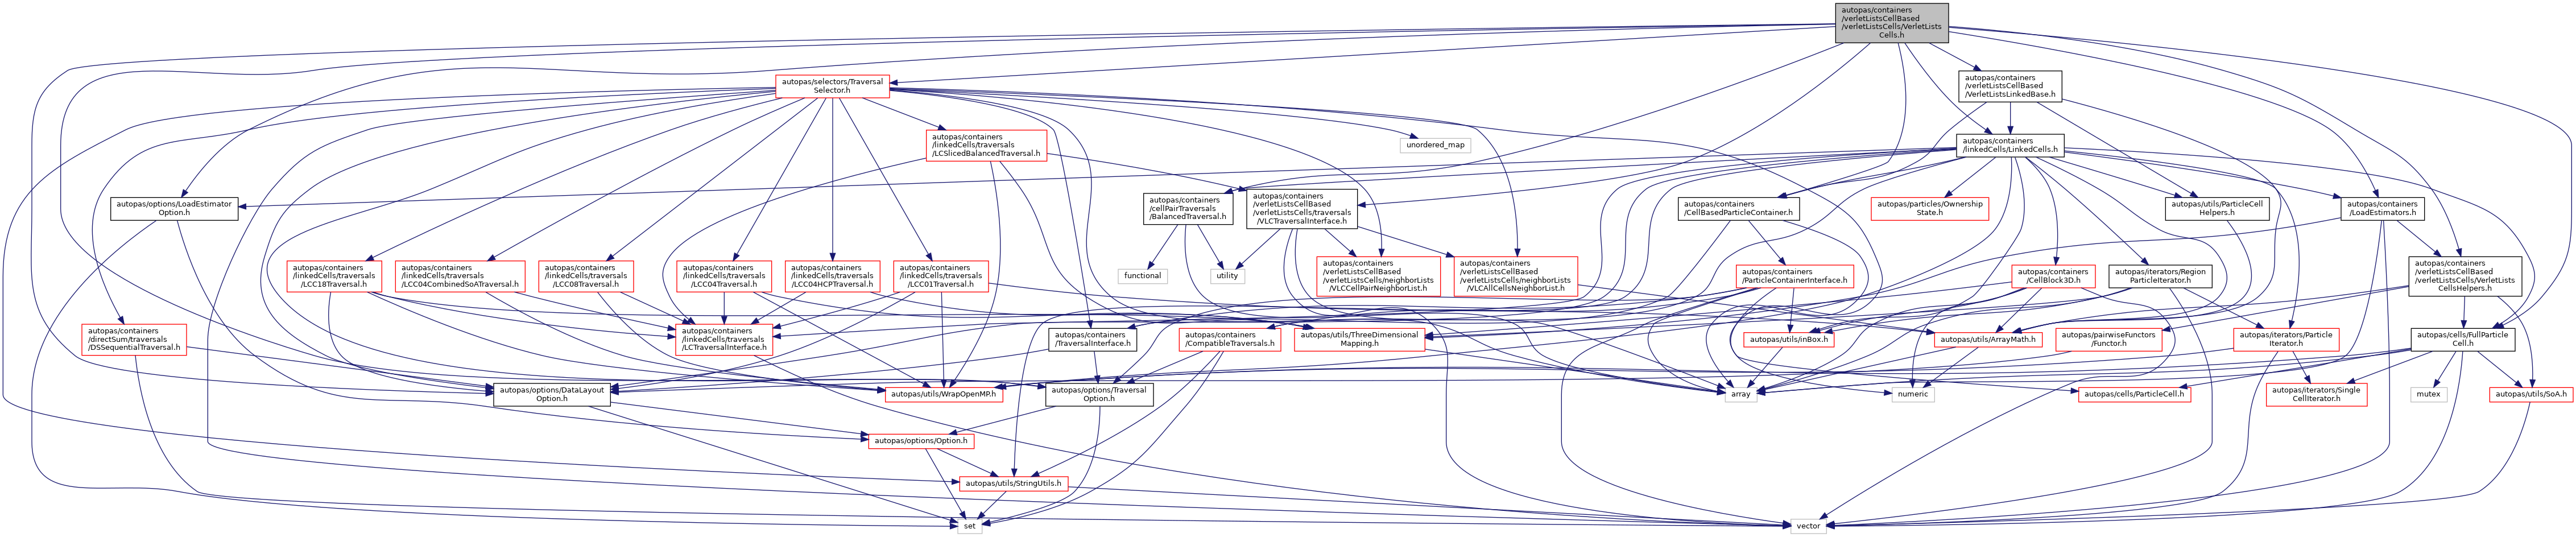 autopas/containers
/verletListsCellBased
/verletListsCells/VerletLists
Cells.h
autopas/selectors/Traversal
Selector.h
autopas/containers
/verletListsCellBased
/VerletListsLinkedBase.h
autopas/containers
/linkedCells/traversals
/LCSlicedBalancedTraversal.h
unordered_map
autopas/containers
/linkedCells/LinkedCells.h
autopas/options/LoadEstimator
Option.h
autopas/containers
/cellPairTraversals
/BalancedTraversal.h
autopas/containers
/verletListsCellBased
/verletListsCells/traversals
/VLCTraversalInterface.h
autopas/containers
/CellBasedParticleContainer.h
autopas/particles/Ownership
State.h
autopas/utils/ParticleCell
Helpers.h
autopas/containers
/LoadEstimators.h
autopas/containers
/linkedCells/traversals
/LCC18Traversal.h
autopas/containers
/linkedCells/traversals
/LCC04CombinedSoATraversal.h
autopas/containers
/linkedCells/traversals
/LCC08Traversal.h
autopas/containers
/linkedCells/traversals
/LCC04Traversal.h
autopas/containers
/linkedCells/traversals
/LCC04HCPTraversal.h
autopas/containers
/linkedCells/traversals
/LCC01Traversal.h
functional
utility
autopas/containers
/verletListsCellBased
/verletListsCells/neighborLists
/VLCCellPairNeighborList.h
autopas/containers
/verletListsCellBased
/verletListsCells/neighborLists
/VLCAllCellsNeighborList.h
autopas/containers
/ParticleContainerInterface.h
autopas/containers
/CellBlock3D.h
autopas/iterators/Region
ParticleIterator.h
autopas/containers
/verletListsCellBased
/verletListsCells/VerletLists
CellsHelpers.h
autopas/containers
/directSum/traversals
/DSSequentialTraversal.h
autopas/containers
/linkedCells/traversals
/LCTraversalInterface.h
autopas/containers
/TraversalInterface.h
autopas/containers
/CompatibleTraversals.h
autopas/utils/ThreeDimensional
Mapping.h
autopas/utils/inBox.h
autopas/utils/ArrayMath.h
autopas/pairwiseFunctors
/Functor.h
autopas/iterators/Particle
Iterator.h
autopas/cells/FullParticle
Cell.h
autopas/options/DataLayout
Option.h
autopas/utils/WrapOpenMP.h
autopas/options/Traversal
Option.h
array
numeric
autopas/cells/ParticleCell.h
autopas/iterators/Single
CellIterator.h
mutex
autopas/utils/SoA.h
autopas/options/Option.h
autopas/utils/StringUtils.h
set
vector